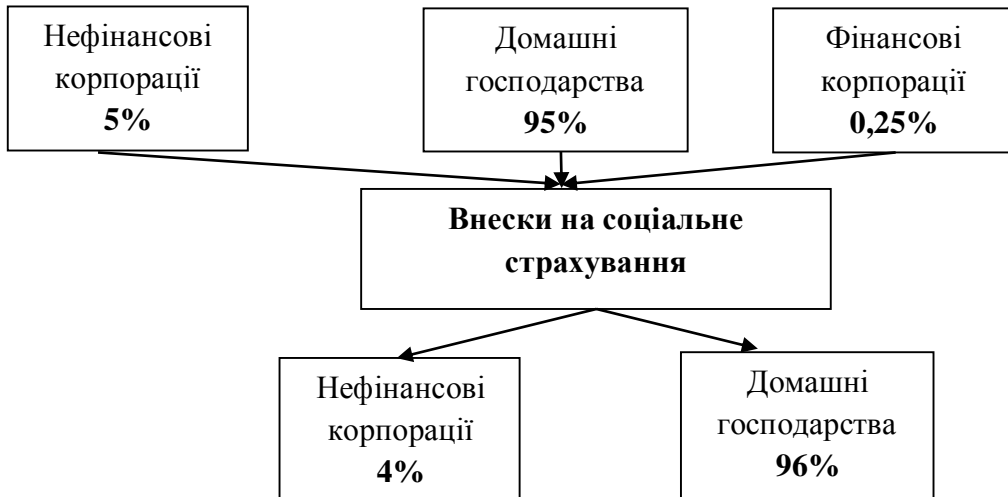 Нефінансові
корпорації
5%
Домашні
господарства
95%
Фінансові
корпорації
0,25%
Внески на соціальне
страхування
Нефінансові
корпорації
4%
Домашні
господарства
96%